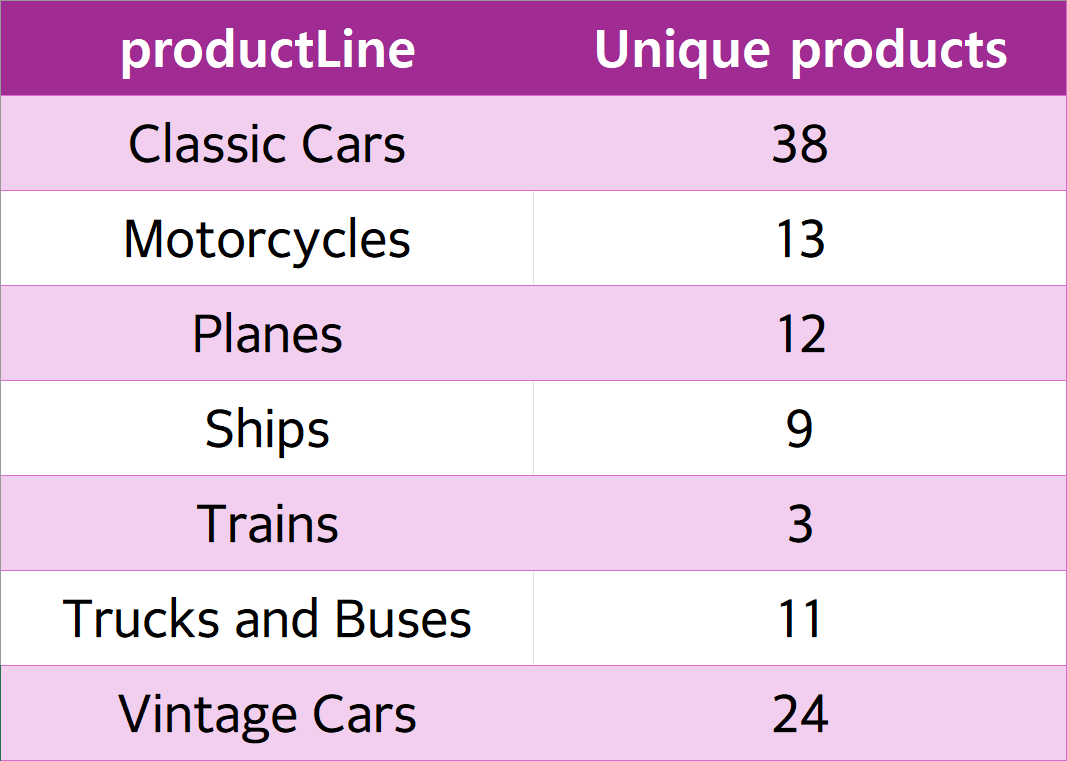 productLine Unique products
Classic Cars 38
Motorcycles 13
Planes 12
Ships 9
Trains 3
Trucks and Buses 11
Vintage Cars 24